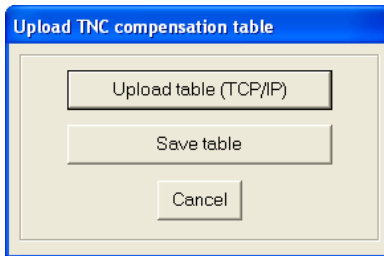 Upload TNC compensation table
Upload table (TCP/IP)
Save table
Cancel